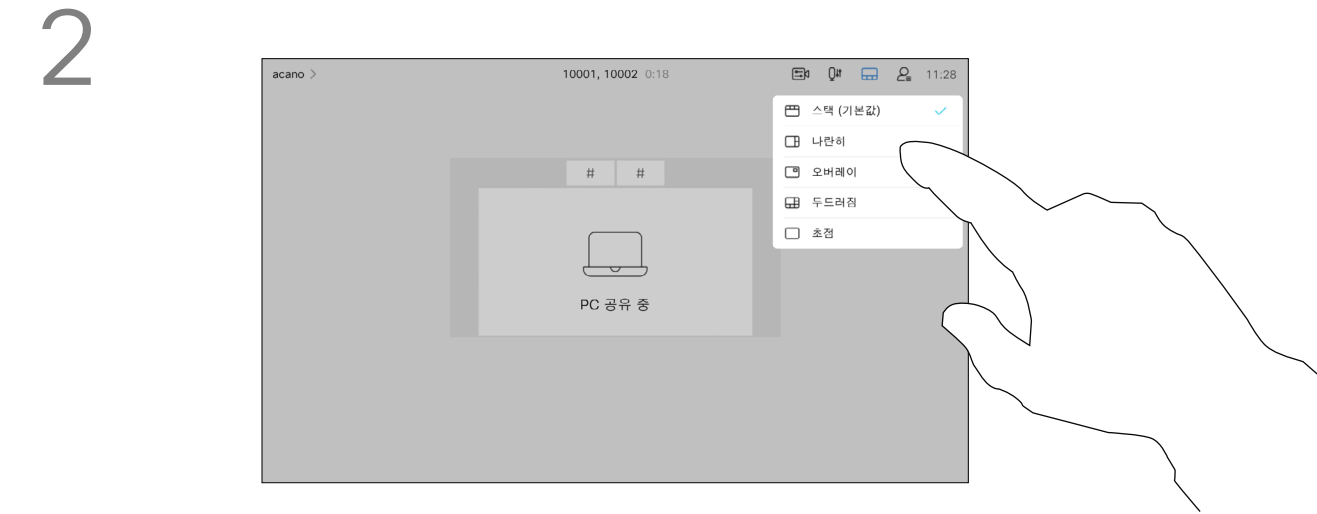 2
acano >
10001, 10002 0:18
11:28
스택 (기본값)
나란히
오버레이
두드러짐
초점
# #
PC 공유 중